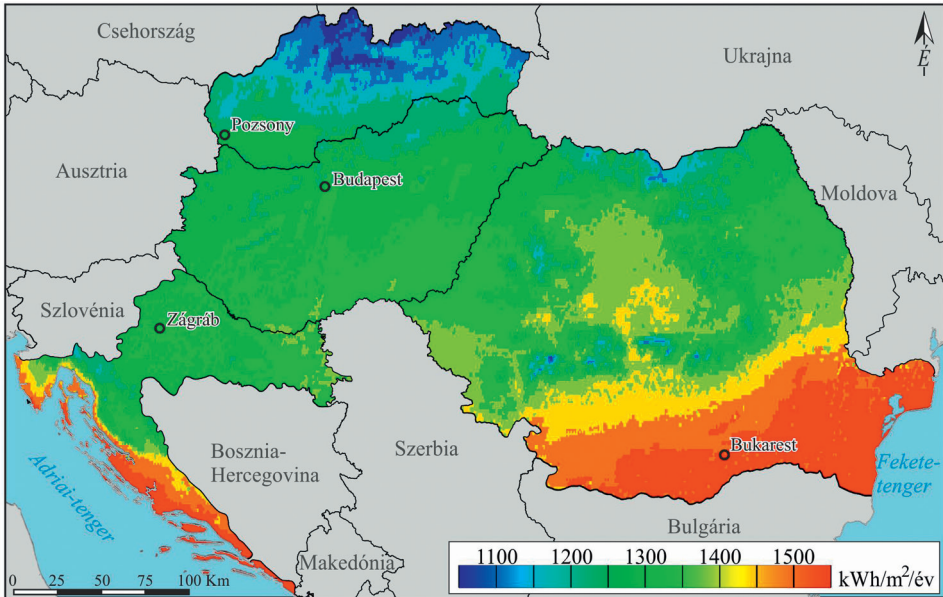 Csehország
Ukrajna
É
Pozsony
Ausztria
Budapest
Moldova
Szlovénia
Zágráb
Bosznia-
Hercegovina
Szerbia
Bukarest
Adriai-tenger
Fekete-
tenger
Bulgária
Makedónia
0 25 50 75 100 Km
1100 1200 1300 1400 1500
kWh/m²/év